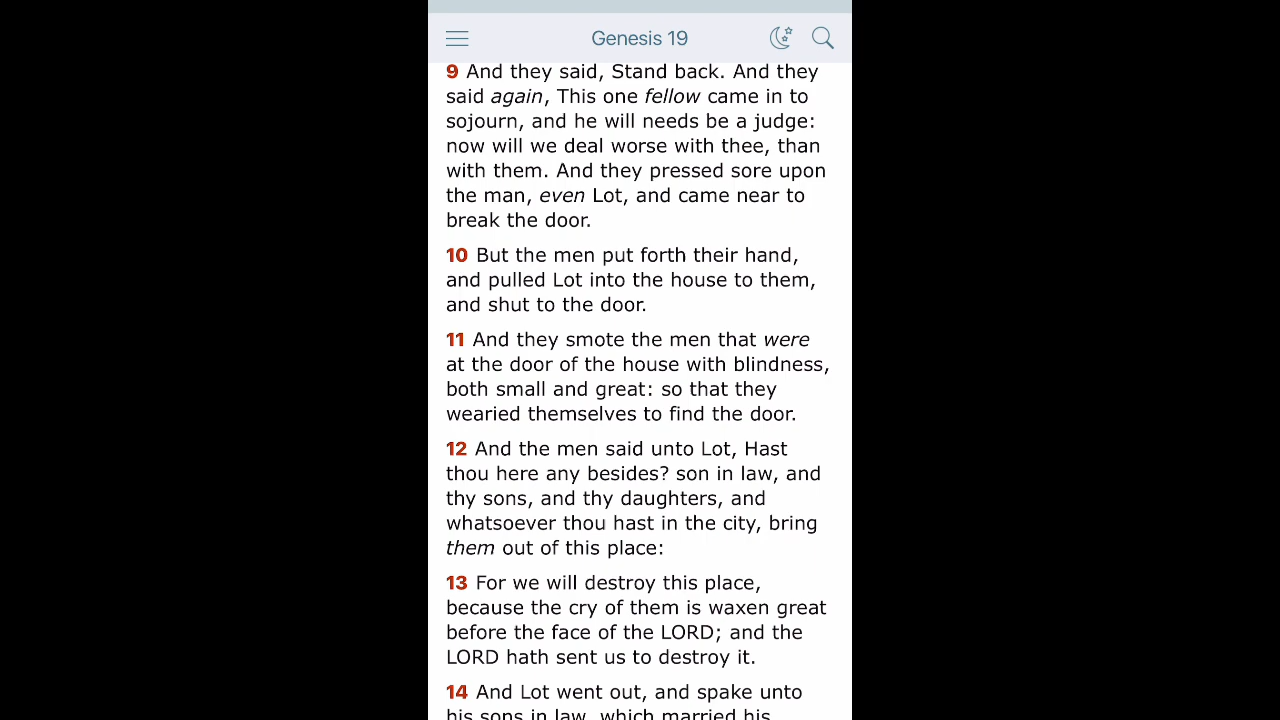 Genesis 19
9 And they said, Stand back. And they
said again, This one fellow came in to
sojourn, and he will needs be a judge:
now will we deal worse with thee, than
with them. And they pressed sore upon
the man, even Lot, and came near to
break the door.
10 But the men put forth their hand,
and pulled Lot into the house to them,
and shut to the door.
11 And they smote the men that were
at the door of the house with blindness,
both small and great: so that they
wearied themselves to find the door.
12 And the men said unto Lot, Hast
thou here any besides? son in law, and
thy sons, and thy daughters, and
whatsoever thou hast in the city, bring
them out of this place:
13 For we will destroy this place,
because the cry of them is waxen great
before the face of the LORD; and the
LORD hath sent us to destroy it.
14 And Lot went out, and spake unto
his sons in law, which married his